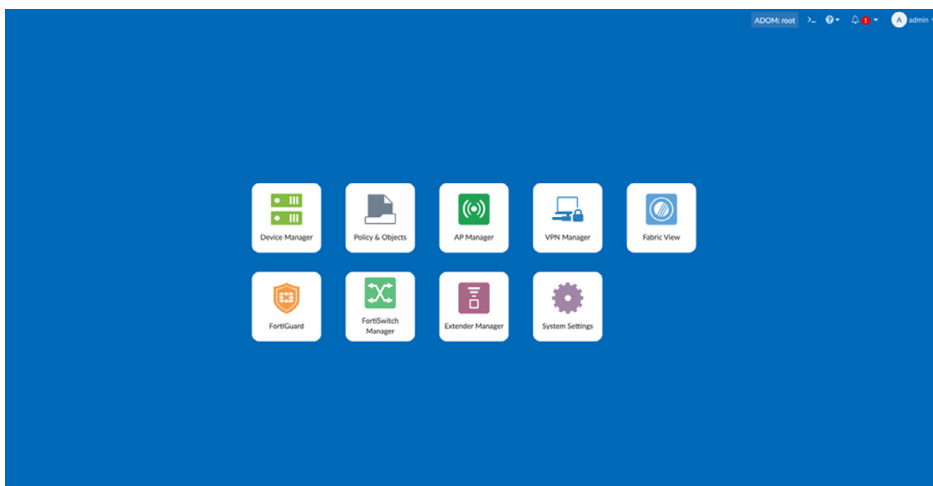 ADOM: root >_ ? 1 A admin
Device Manager
Policy & Objects
AP Manager
VPN Manager
Fabric View
FortiGuard
FortiSwitch
Manager
Extender Manager
System Settings